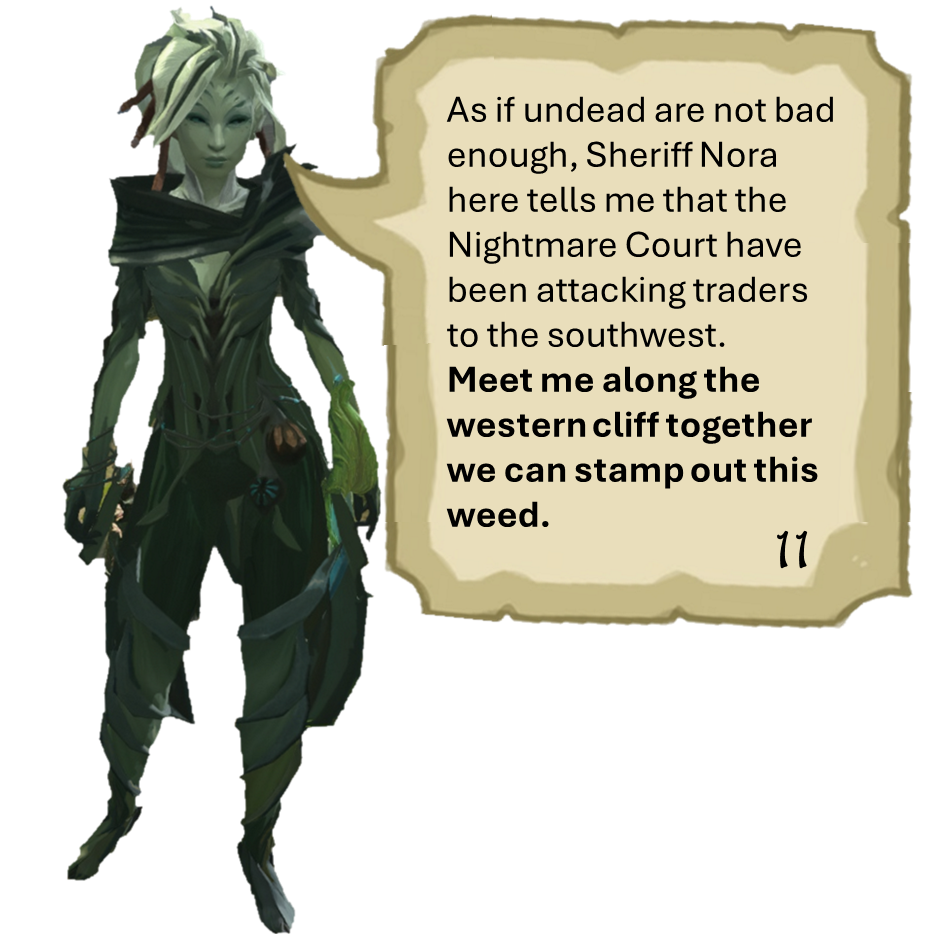 As if undead are not bad
enough, Sheriff Nora
here tells me that the
Nightmare Court have
been attacking traders
to the southwest.
Meet me along the
western cliff together
we can stamp out this
weed.
11